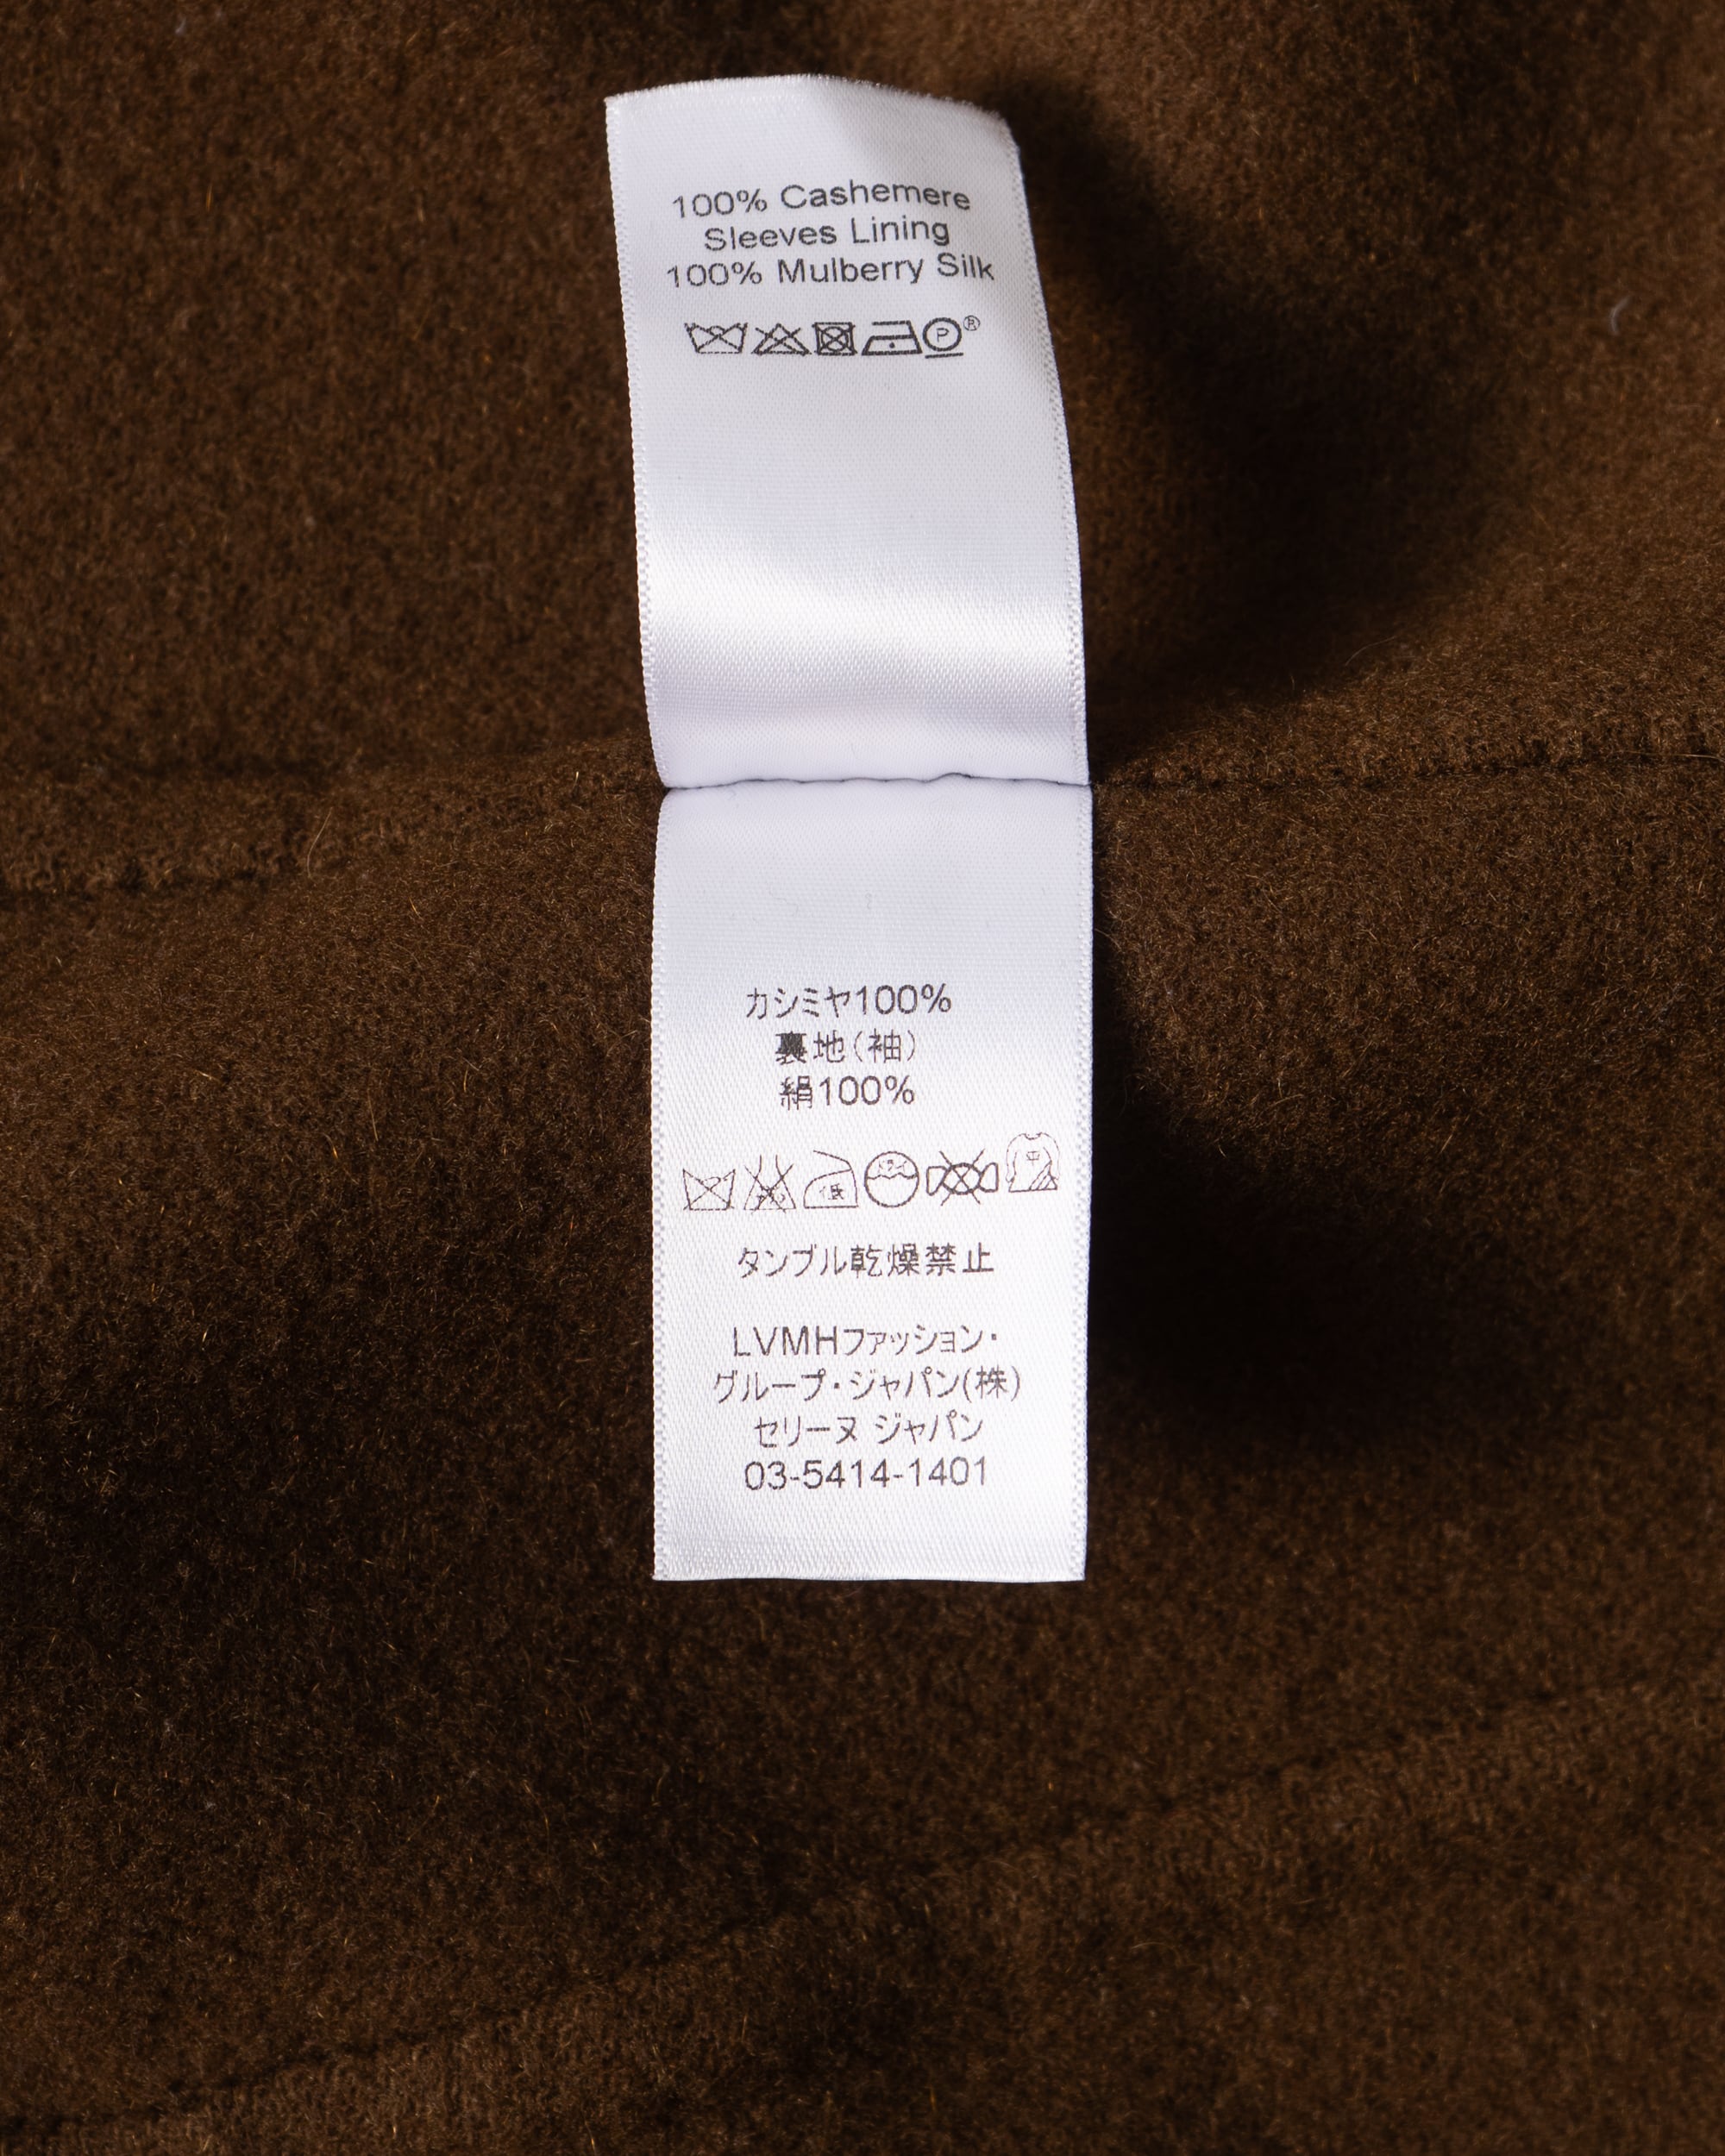 100% Cashemere
Sleeves Lining
100% Mulberry Silk
P®
カシミヤ100%
裏地(袖)
絹100%
低
平
タンブル乾燥禁止
LVMHファッション・
グループ・ジャパン(株)
セリーヌ ジャパン
03-5414-1401